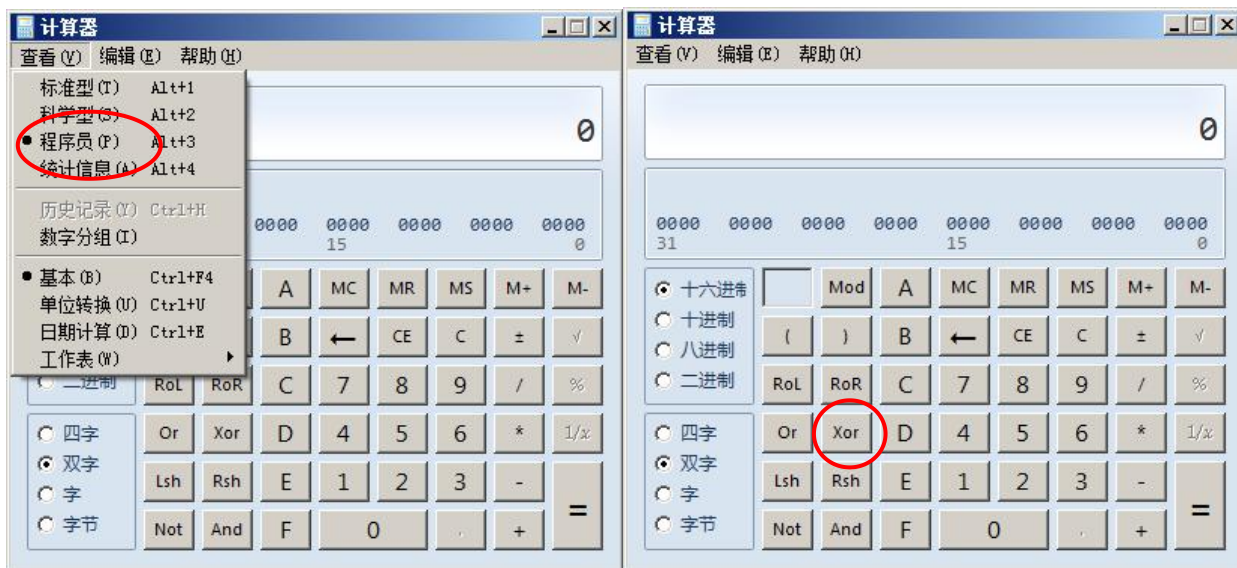 计算器
查看(V) 编辑(E) 帮助(H)
标准型(T) Alt+1
科学型(S) Alt+2
程序员(P) Alt+3
统计信息(A) Alt+4
历史记录(Y) Ctrl+H
数字分组(I)
基本(B) Ctrl+F4
单位转换(U) Ctrl+U
日期计算(D) Ctrl+E
工作表(W)
0
0000 0000 0000 0000 0000
15 0
A MC MR MS M+ M-
B ← CE C ± √
二进制 RoL RoR C 7 8 9 / %
四字 Or Xor D 4 5 6 * 1/x
双字
字 Lsh Rsh E 1 2 3 - =
字节 Not And F 0 . +
计算器
查看(V) 编辑(E) 帮助(H)
0
0000 0000 0000 0000 0000 0000 0000 0000
31 15 0
十六进制 Mod A MC MR MS M+ M-
十进制 ( ) B ← CE C ± √
八进制
二进制 RoL RoR C 7 8 9 / %
四字 Or Xor D 4 5 6 * 1/x
双字
字 Lsh Rsh E 1 2 3 - =
字节 Not And F 0 . +